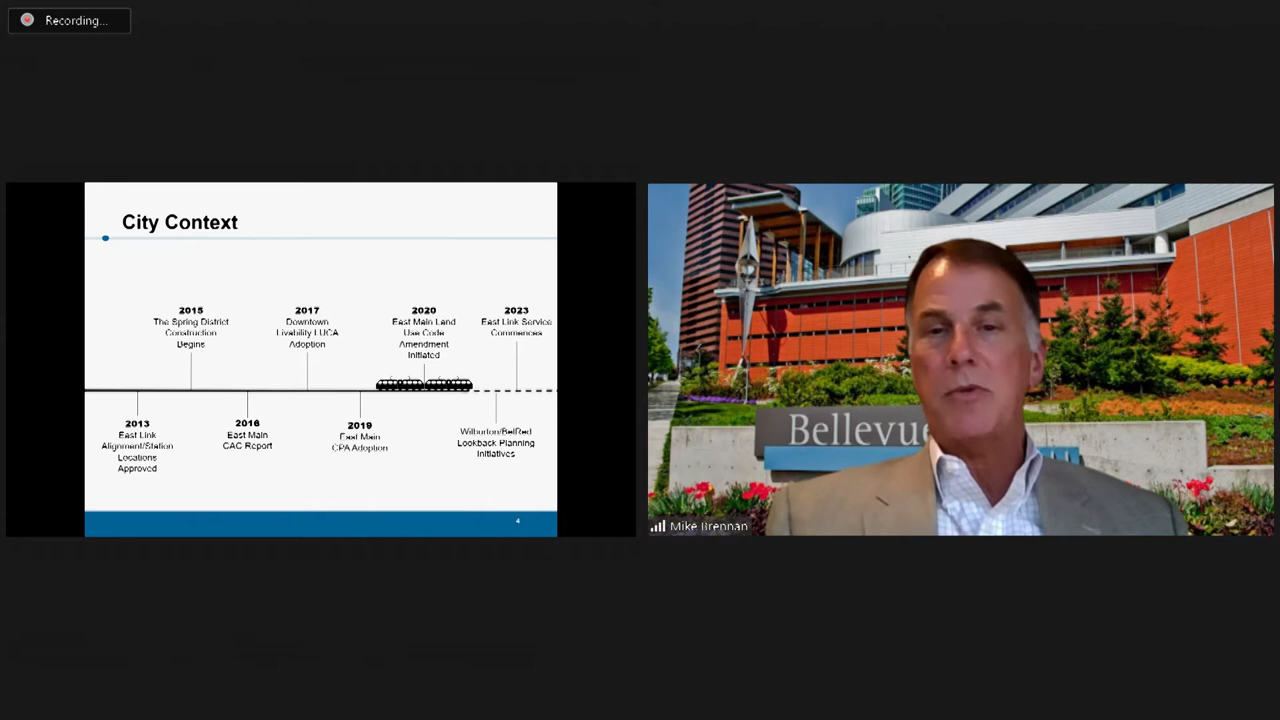 Recording...
City Context
2015
The Spring District
Construction
Begins
2017
Downtown
Livability LUCA
Adoption
2020
East Main Land
Use Code
Amendment
Initiated
2023
East Link Service
Commences
2013
East Link
Alignment/Station
Locations
Approved
2016
East Main
CAC Report
2019
East Main
CPA Adoption
Wilburton/BelRed
Lookback Planning
Initiatives
4
Bellevue
Mike Brennan